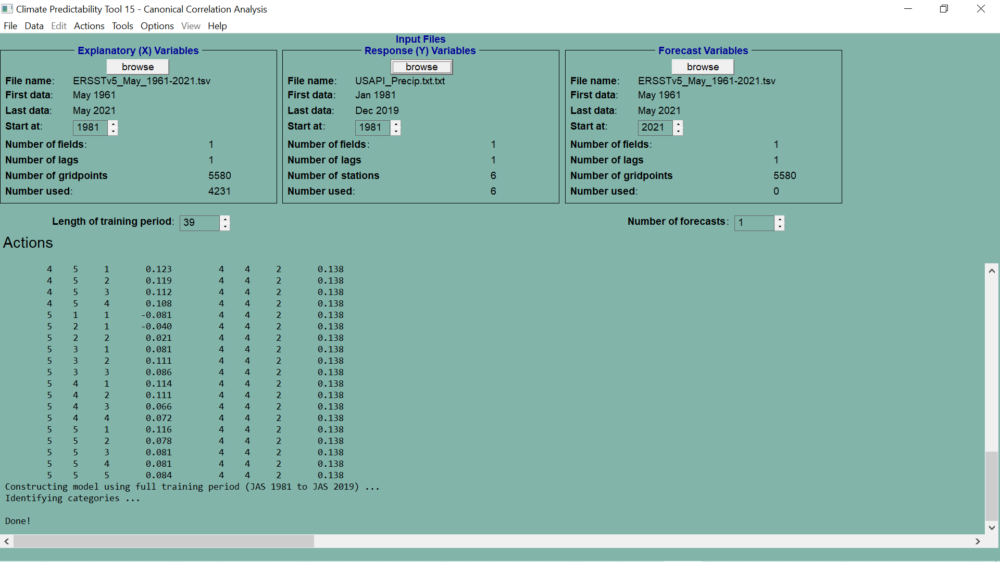 Climate Predictability Tool 15 - Canonical Correlation Analysis
File Data Edit Actions Tools Options View Help
Input Files
Explanatory (X) Variables
browse
File name: ERSSTv5_May_1961-2021.tsv
First data: May 1961
Last data: May 2021
Start at: 1981
Number of fields: 1
Number of lags 1
Number of gridpoints 5580
Number used: 4231
Response (Y) Variables
browse
File name: USAPI_Precip.txt.txt
First data: Jan 1981
Last data: Dec 2019
Start at: 1981
Number of fields: 1
Number of lags 1
Number of stations 6
Number used: 6
Forecast Variables
browse
File name: ERSSTv5_May_1961-2021.tsv
First data: May 1961
Last data: May 2021
Start at: 2021
Number of fields: 1
Number of lags 1
Number of gridpoints 5580
Number used: 0
Length of training period: 39
Number of forecasts: 1
Actions
4 5 1 0.123 4 4 2 0.138
4 5 2 0.119 4 4 2 0.138
4 5 3 0.112 4 4 2 0.138
4 5 4 0.108 4 4 2 0.138
5 1 1 -0.081 4 4 2 0.138
5 2 1 -0.040 4 4 2 0.138
5 2 2 0.021 4 4 2 0.138
5 3 1 0.081 4 4 2 0.138
5 3 2 0.111 4 4 2 0.138
5 3 3 0.086 4 4 2 0.138
5 4 1 0.114 4 4 2 0.138
5 4 2 0.111 4 4 2 0.138
5 4 3 0.066 4 4 2 0.138
5 4 4 0.072 4 4 2 0.138
5 5 1 0.116 4 4 2 0.138
5 5 2 0.078 4 4 2 0.138
5 5 3 0.081 4 4 2 0.138
5 5 4 0.081 4 4 2 0.138
5 5 5 0.084 4 4 2 0.138
Constructing model using full training period (JAS 1981 to JAS 2019) ...
Identifying categories ...
Done!